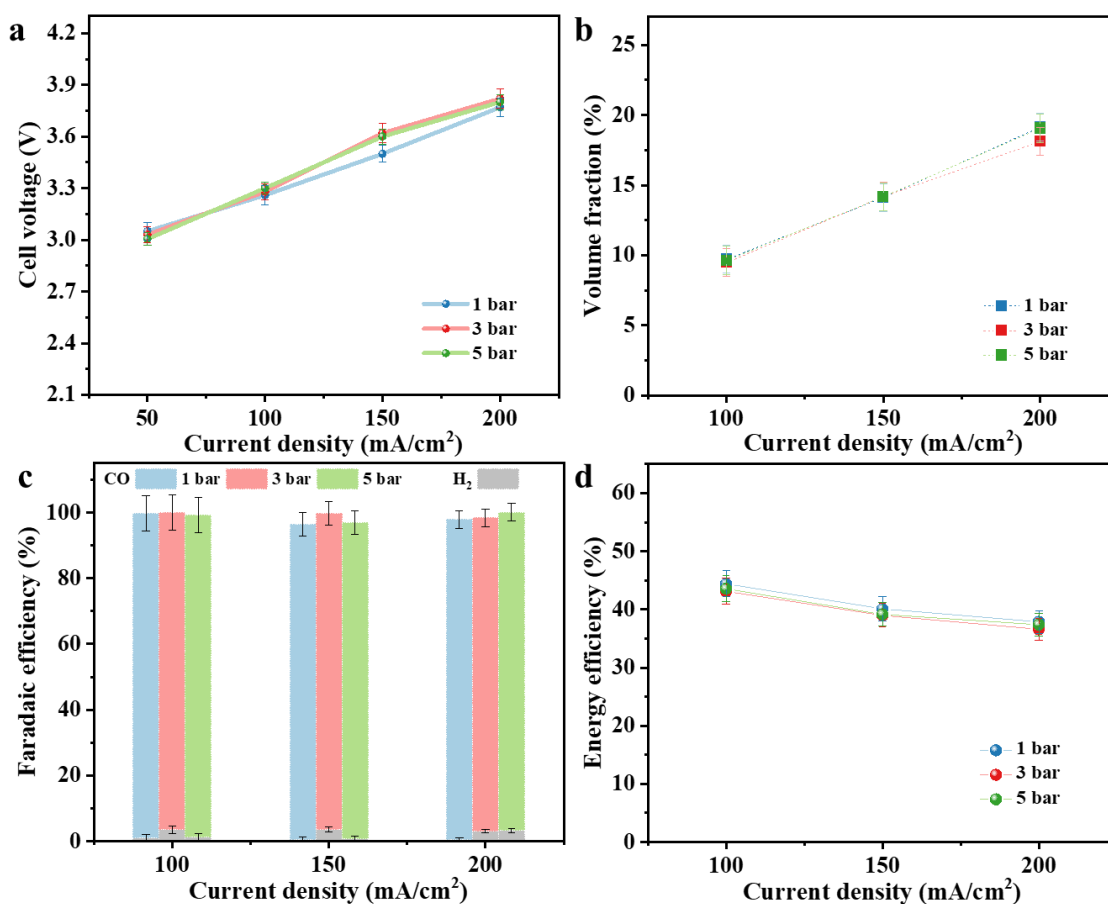 a
4.2
3.9
3.6
3.3
3.0
2.7
2.4
2.1
Cell voltage (V)
1 bar
3 bar
5 bar
50 100 150 200
Current density (mA/cm²)
b
25
20
15
10
5
0
Volume fraction (%)
1 bar
3 bar
5 bar
100 150 200
Current density (mA/cm²)
c
CO 1 bar 3 bar 5 bar H₂
100
80
60
40
20
0
Faradaic efficiency (%)
100 150 200
Current density (mA/cm²)
d
60
50
40
30
20
10
0
Energy efficiency (%)
1 bar
3 bar
5 bar
100 150 200
Current density (mA/cm²)